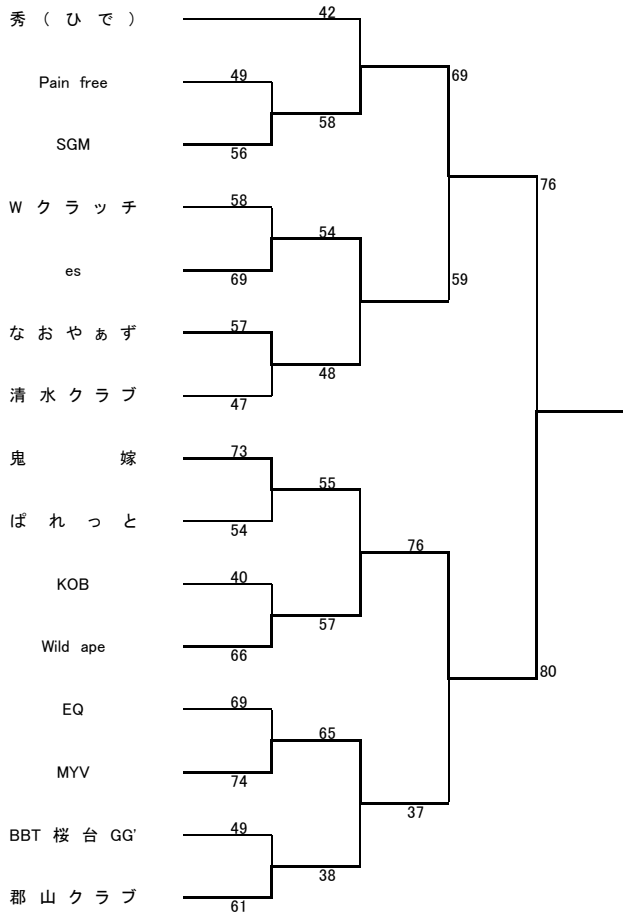 秀（ひで）
42
49
69
Pain free
58
SGM
56
76
58
W クラッチ
54
es
69
59
57
なおやぁず
48
清水クラブ
47
73
鬼嫁
55
ぱれっと
54
76
40
KOB
57
Wild ape
66
80
69
EQ
65
MYV
74
37
49
BBT 桜台 GG'
38
郡山クラブ
61